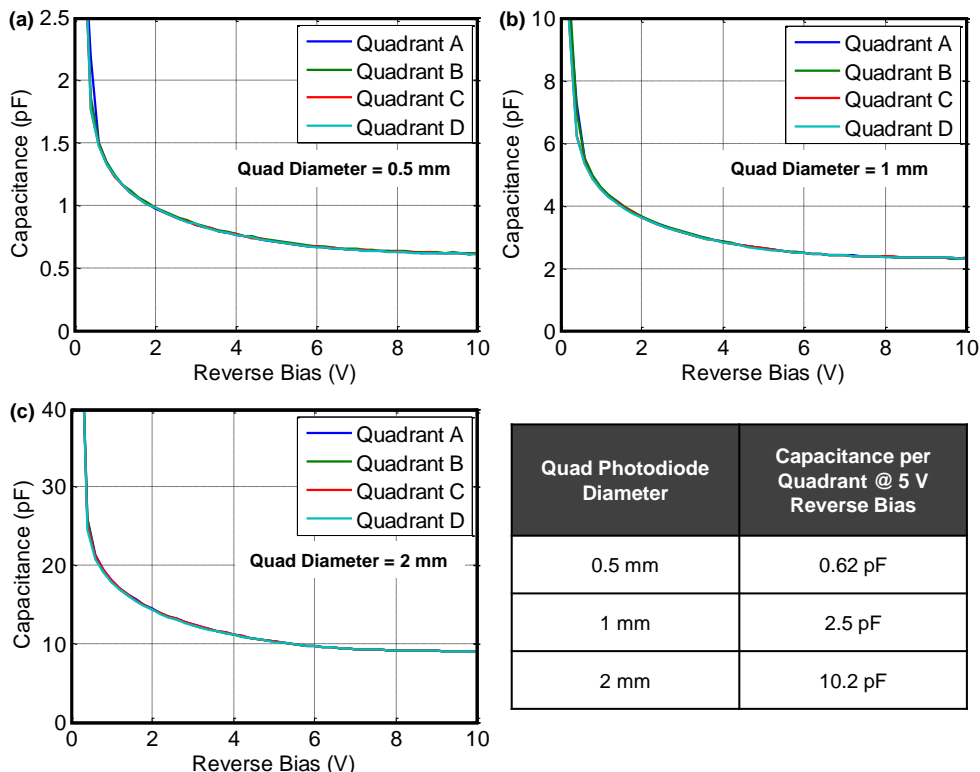 (a)
2.5
2
1.5
1
0.5
0
Capacitance (pF)
Quadrant A
Quadrant B
Quadrant C
Quadrant D
Quad Diameter = 0.5 mm
0 2 4 6 8 10
Reverse Bias (V)
(b)
10
8
6
4
2
0
Capacitance (pF)
Quadrant A
Quadrant B
Quadrant C
Quadrant D
Quad Diameter = 1 mm
0 2 4 6 8 10
Reverse Bias (V)
(c)
40
30
20
10
0
Capacitance (pF)
Quadrant A
Quadrant B
Quadrant C
Quadrant D
Quad Diameter = 2 mm
0 2 4 6 8 10
Reverse Bias (V)
Quad Photodiode
Diameter
Capacitance per
Quadrant @ 5 V
Reverse Bias
0.5 mm 0.62 pF
1 mm 2.5 pF
2 mm 10.2 pF